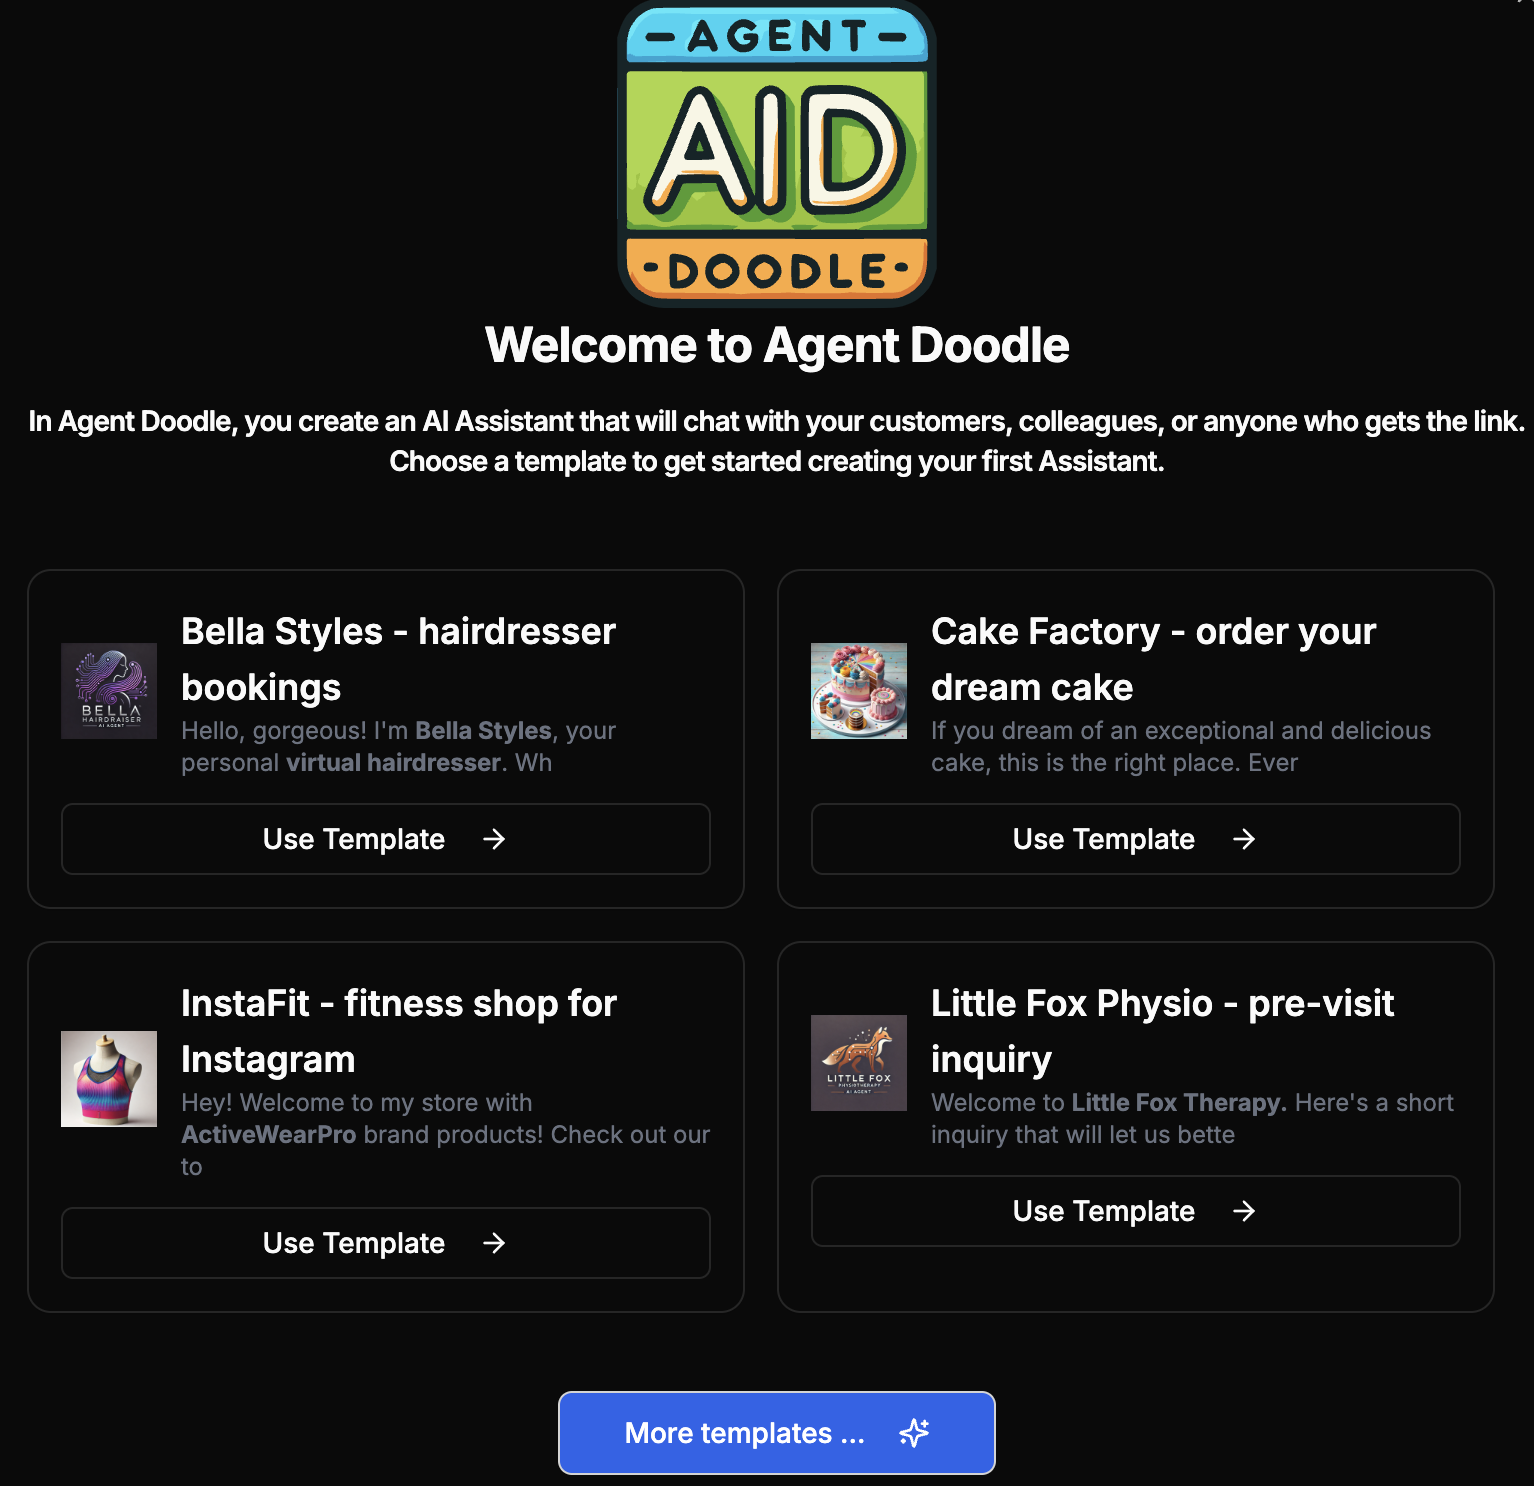 - AGENT -
AID
- DOODLE -
Welcome to Agent Doodle
In Agent Doodle, you create an AI Assistant that will chat with your customers, colleagues, or anyone who gets the link.
Choose a template to get started creating your first Assistant.
Bella Styles - hairdresser
bookings
BELLA
HAIRDRAISER
AI AGENT
Hello, gorgeous! I'm Bella Styles, your
personal virtual hairdresser. Wh
Use Template
Cake Factory - order your
dream cake
If you dream of an exceptional and delicious
cake, this is the right place. Ever
Use Template
InstaFit - fitness shop for
Instagram
Hey! Welcome to my store with
ActiveWearPro brand products! Check out our
to
Use Template
Little Fox Physio - pre-visit
inquiry
LITTLE FOX
PHYSIOTHERAPY
AI AGENT
Welcome to Little Fox Therapy. Here's a short
inquiry that will let us bette
Use Template
More templates ...